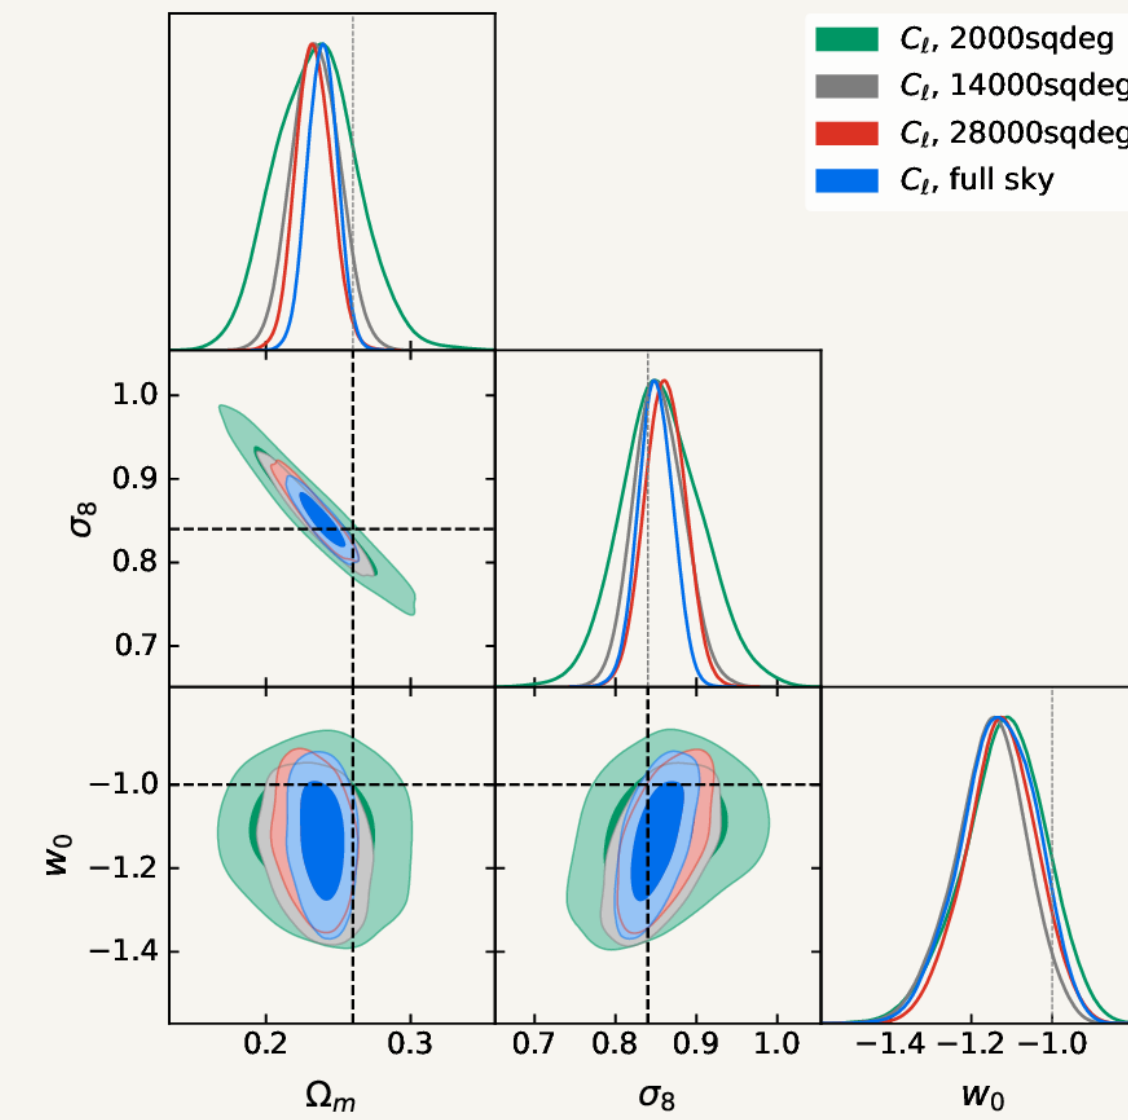 Cℓ, 2000sqdeg
Cℓ, 14000sqdeg
Cℓ, 28000sqdeg
Cℓ, full sky
1.0
0.9
σ8
0.8
0.7
−1.0
w0
−1.2
−1.4
0.2 0.3 0.7 0.8 0.9 1.0 −1.4 −1.2 −1.0
Ωm σ8 w0